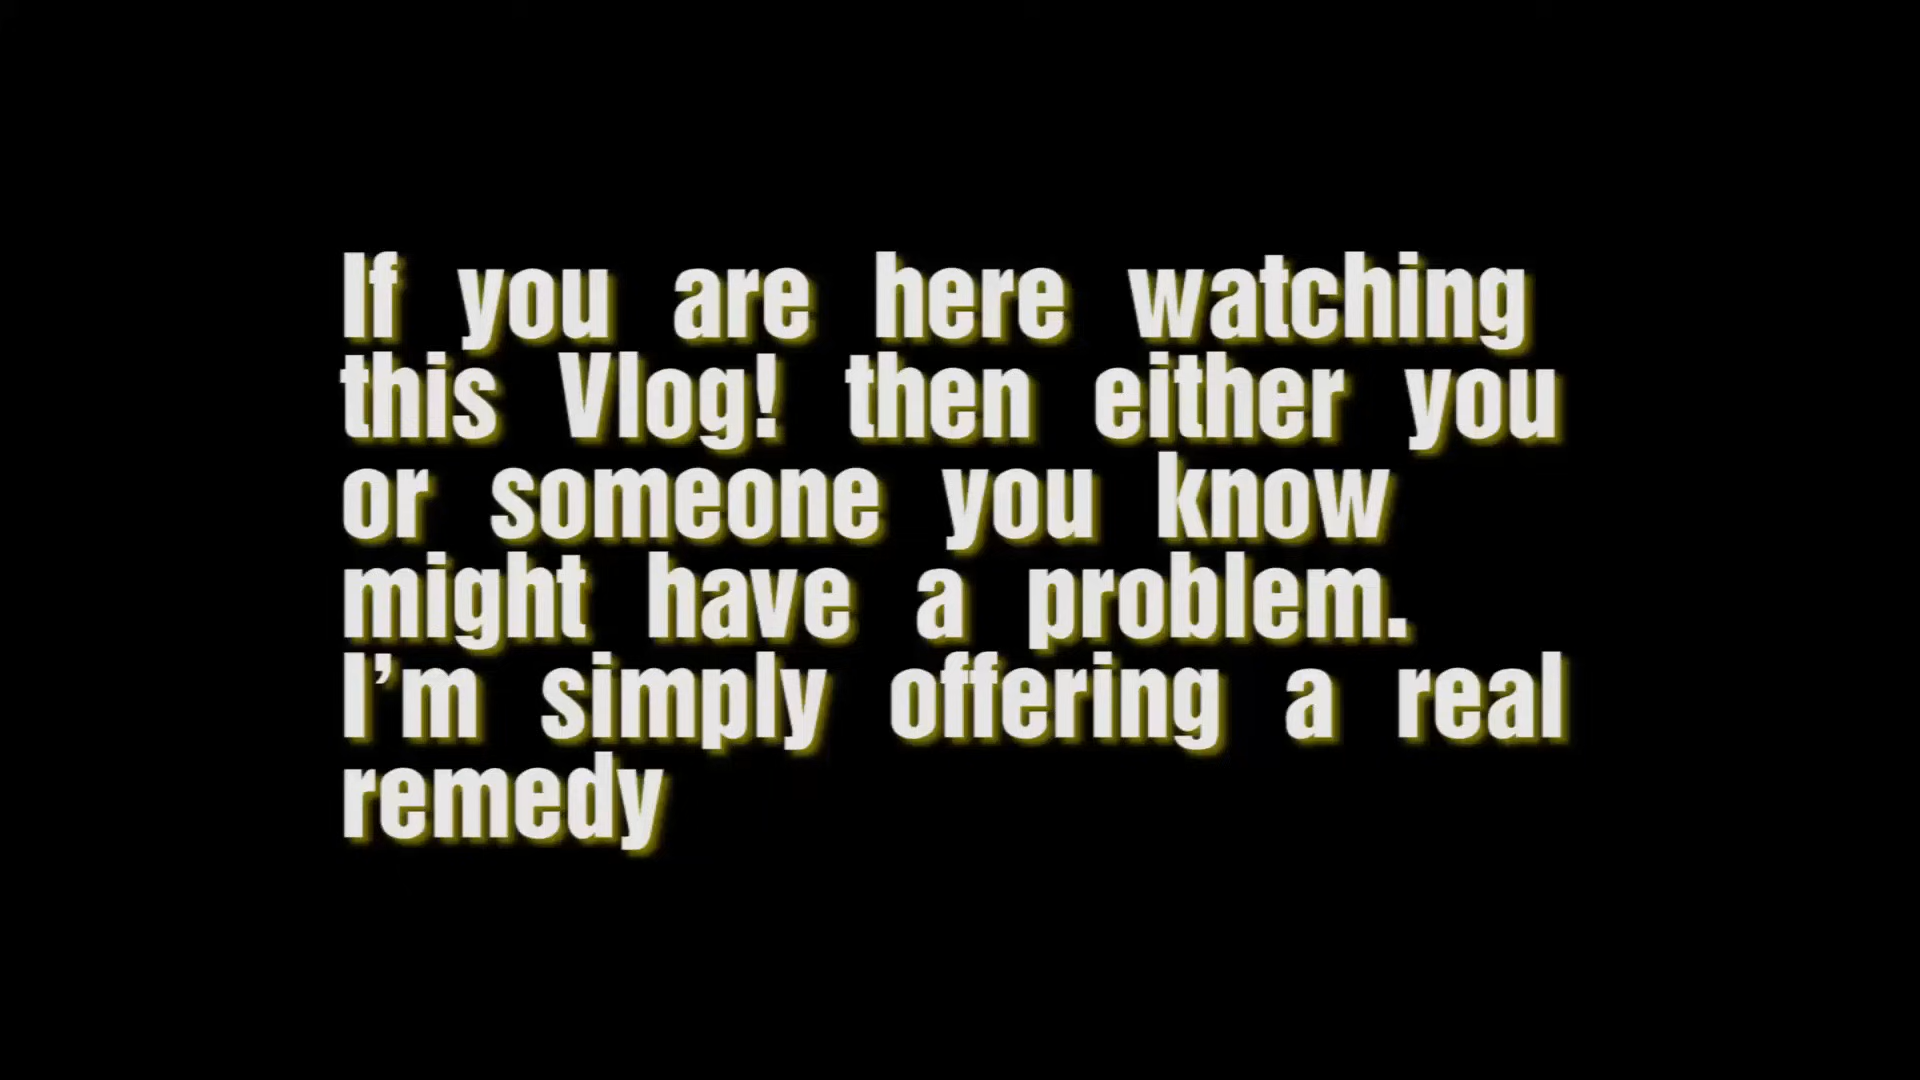 If you are here watching
this Vlog! then either you
or someone you know
might have a problem.
I’m simply offering a real
remedy